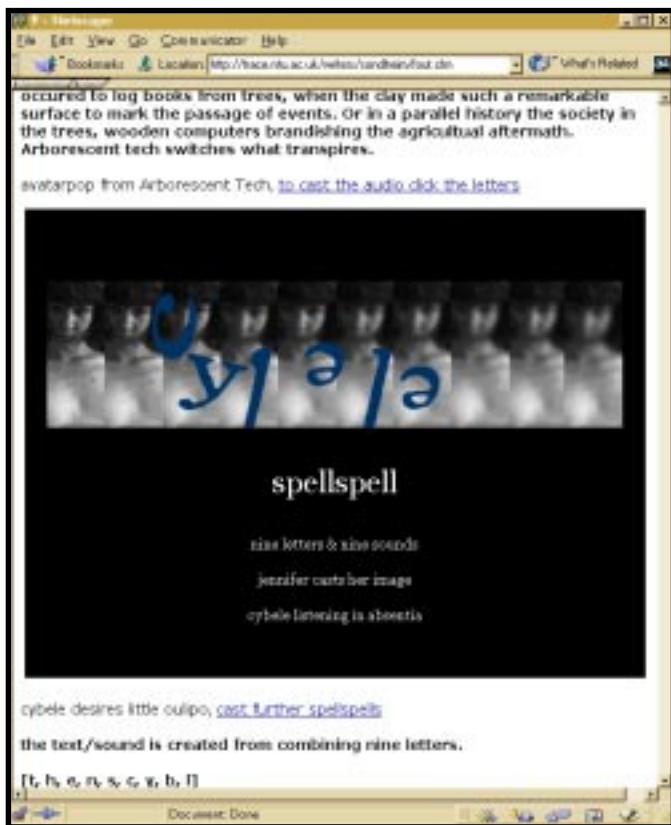 - Netscape
File Edit View Go Communicator Help
Bookmarks Location: What's Related
occured to log books from trees, when the clay made such a remarkable
surface to mark the passage of events. Or in a parallel history the society in
the trees, wooden computers brandishing the agricultual aftermath.
Arborescent tech switches what transpires.
avatarpop from Arborescent Tech, to cast the audio click the letters
c y l e l e
spellspell
nine letters & nine sounds
jennifer casts her image
cybele listening in absentia
cybele desires little oulipo, cast further spellspells
the text/sound is created from combining nine letters.
[t, h, e, n, s, c, y, b, l]
Document: Done